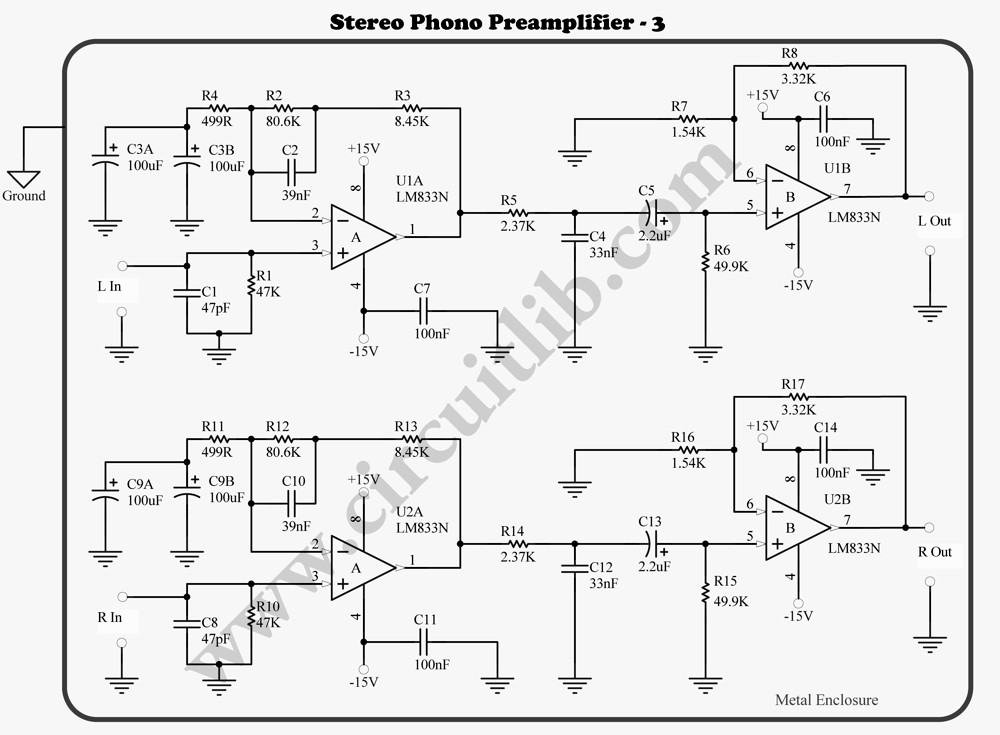 Stereo Phono Preamplifier - 3
Ground
R4
499R
R2
80.6K
R3
8.45K
C3A
100uF
C3B
100uF
C2
39nF
+15V
8
U1A
LM833N
2
3
A
1
4
L In
C1
47pF
R1
47K
C7
100nF
-15V
R5
2.37K
C4
33nF
C5
2.2uF
R6
49.9K
R7
1.54K
R8
3.32K
+15V
C6
100nF
8
U1B
6
5
B
7
LM833N
4
-15V
L Out
R11
499R
R12
80.6K
R13
8.45K
C9A
100uF
C9B
100uF
C10
39nF
+15V
8
U2A
LM833N
2
3
A
1
4
R In
C8
47pF
R10
47K
C11
100nF
-15V
R14
2.37K
C12
33nF
C13
2.2uF
R15
49.9K
R16
1.54K
R17
3.32K
+15V
C14
100nF
8
U2B
6
5
B
7
LM833N
4
-15V
R Out
Metal Enclosure
www.circuitlib.com